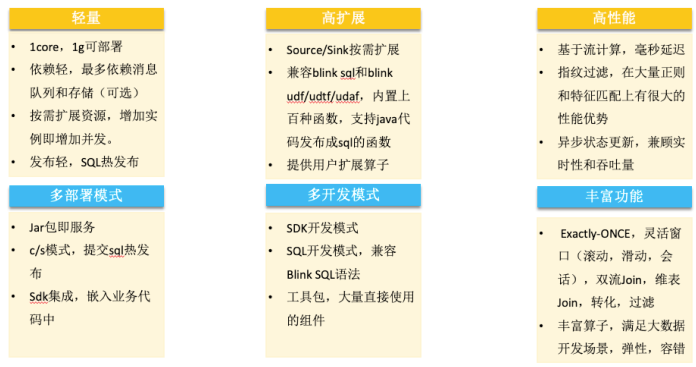 轻量
• 1core，1g可部署
• 依赖轻，最多依赖消息
队列和存储（可选）
• 按需扩展资源，增加实
例即增加并发。
• 发布轻，SQL热发布
高扩展
• Source/Sink按需扩展
• 兼容blink sql和blink
udf/udtf/udaf，内置上
百种函数，支持java代
码发布成sql的函数
• 提供用户扩展算子
高性能
• 基于流计算，毫秒延迟
• 指纹过滤，在大量正则
和特征匹配上有很大的
性能优势
• 异步状态更新，兼顾实
时性和吞吐量
多部署模式
• Jar包即服务
• c/s模式，提交sql热发
布
• Sdk集成，嵌入业务代
码中
多开发模式
• SDK开发模式
• SQL开发模式，兼容
Blink SQL语法
• 工具包，大量直接使用
的组件
丰富功能
• Exactly-ONCE，灵活窗
口（滚动，滑动，会
话），双流Join，维表
Join，转化，过滤
• 丰富算子，满足大数据
开发场景，弹性，容错